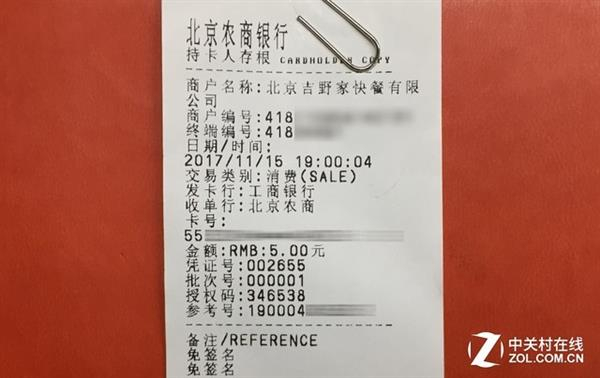 北京农商银行
持卡人存根 CARDHOLDER COPY
商户名称:北京吉野家快餐有限
公司
商户编号:418
终端编号:418
日期/时间:
2017/11/15 19:00:04
交易类别:消费(SALE)
发卡行:工商银行
收单行:北京农商
卡号:
55
金额:RMB:5.00元
凭证号:002655
批次号:000001
授权码:346538
参考号:190004
备注/REFERENCE
免签名
免签名
Z 中关村在线
ZOL.COM.CN